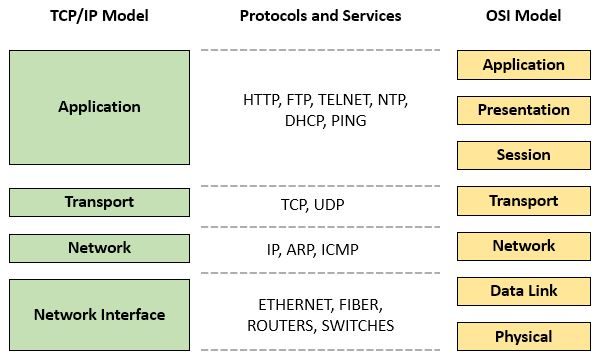 TCP/IP Model
Protocols and Services
OSI Model
Application
HTTP, FTP, TELNET, NTP,
DHCP, PING
Application
Presentation
Session
Transport
TCP, UDP
Transport
Network
IP, ARP, ICMP
Network
Network Interface
ETHERNET, FIBER,
ROUTERS, SWITCHES
Data Link
Physical